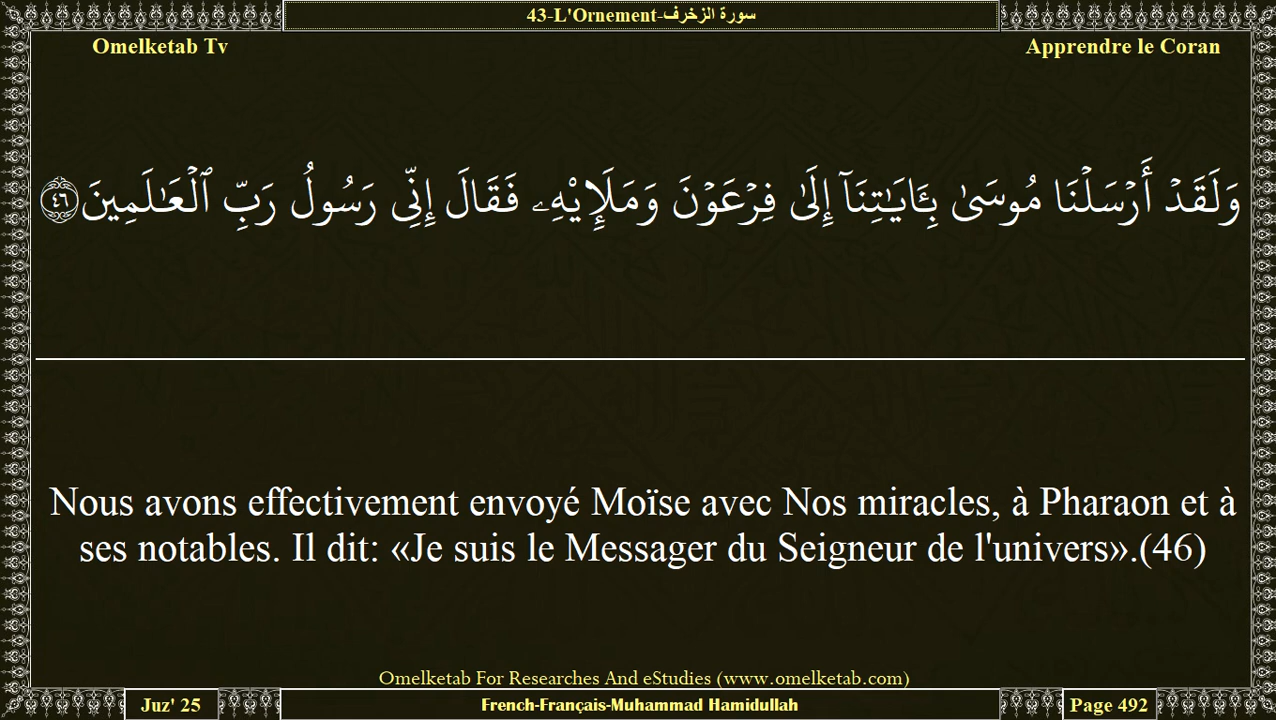 43-L'Ornement-سورة الزخرف
Omelketab Tv
Apprendre le Coran
وَلَقَدْ أَرْسَلْنَا مُوسَىٰ بِـَٔايَـٰتِنَآ إِلَىٰ فِرْعَوْنَ وَمَلَإِي۟هِۦ فَقَالَ إِنِّى رَسُولُ رَبِّ ٱلْعَـٰلَمِينَ ٤٦
Nous avons effectivement envoyé Moïse avec Nos miracles, à Pharaon et à
ses notables. Il dit: «Je suis le Messager du Seigneur de l'univers».(46)
Omelketab For Researches And eStudies (www.omelketab.com)
Juz' 25
French-Français-Muhammad Hamidullah
Page 492